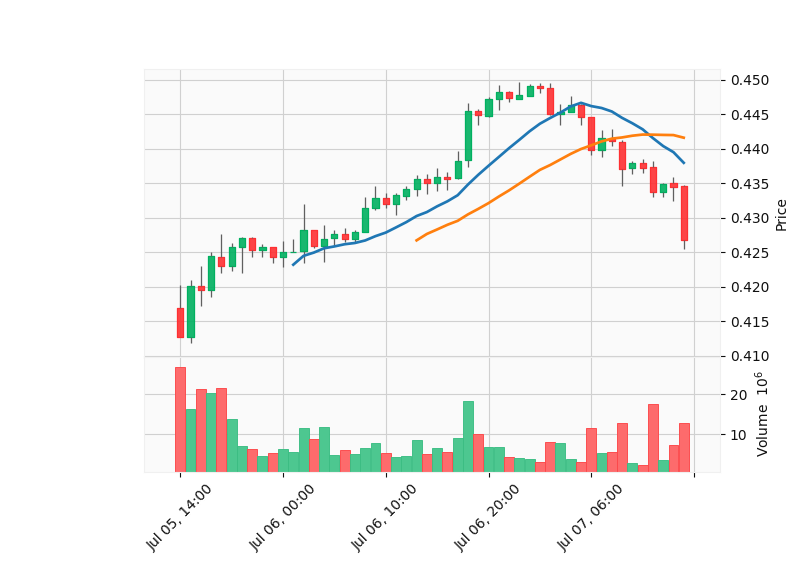 0.450
0.445
0.440
0.435
0.430
0.425
0.420
0.415
0.410
Price
20
10
Volume 10^6
Jul 05, 14:00
Jul 06, 00:00
Jul 06, 10:00
Jul 06, 20:00
Jul 07, 06:00